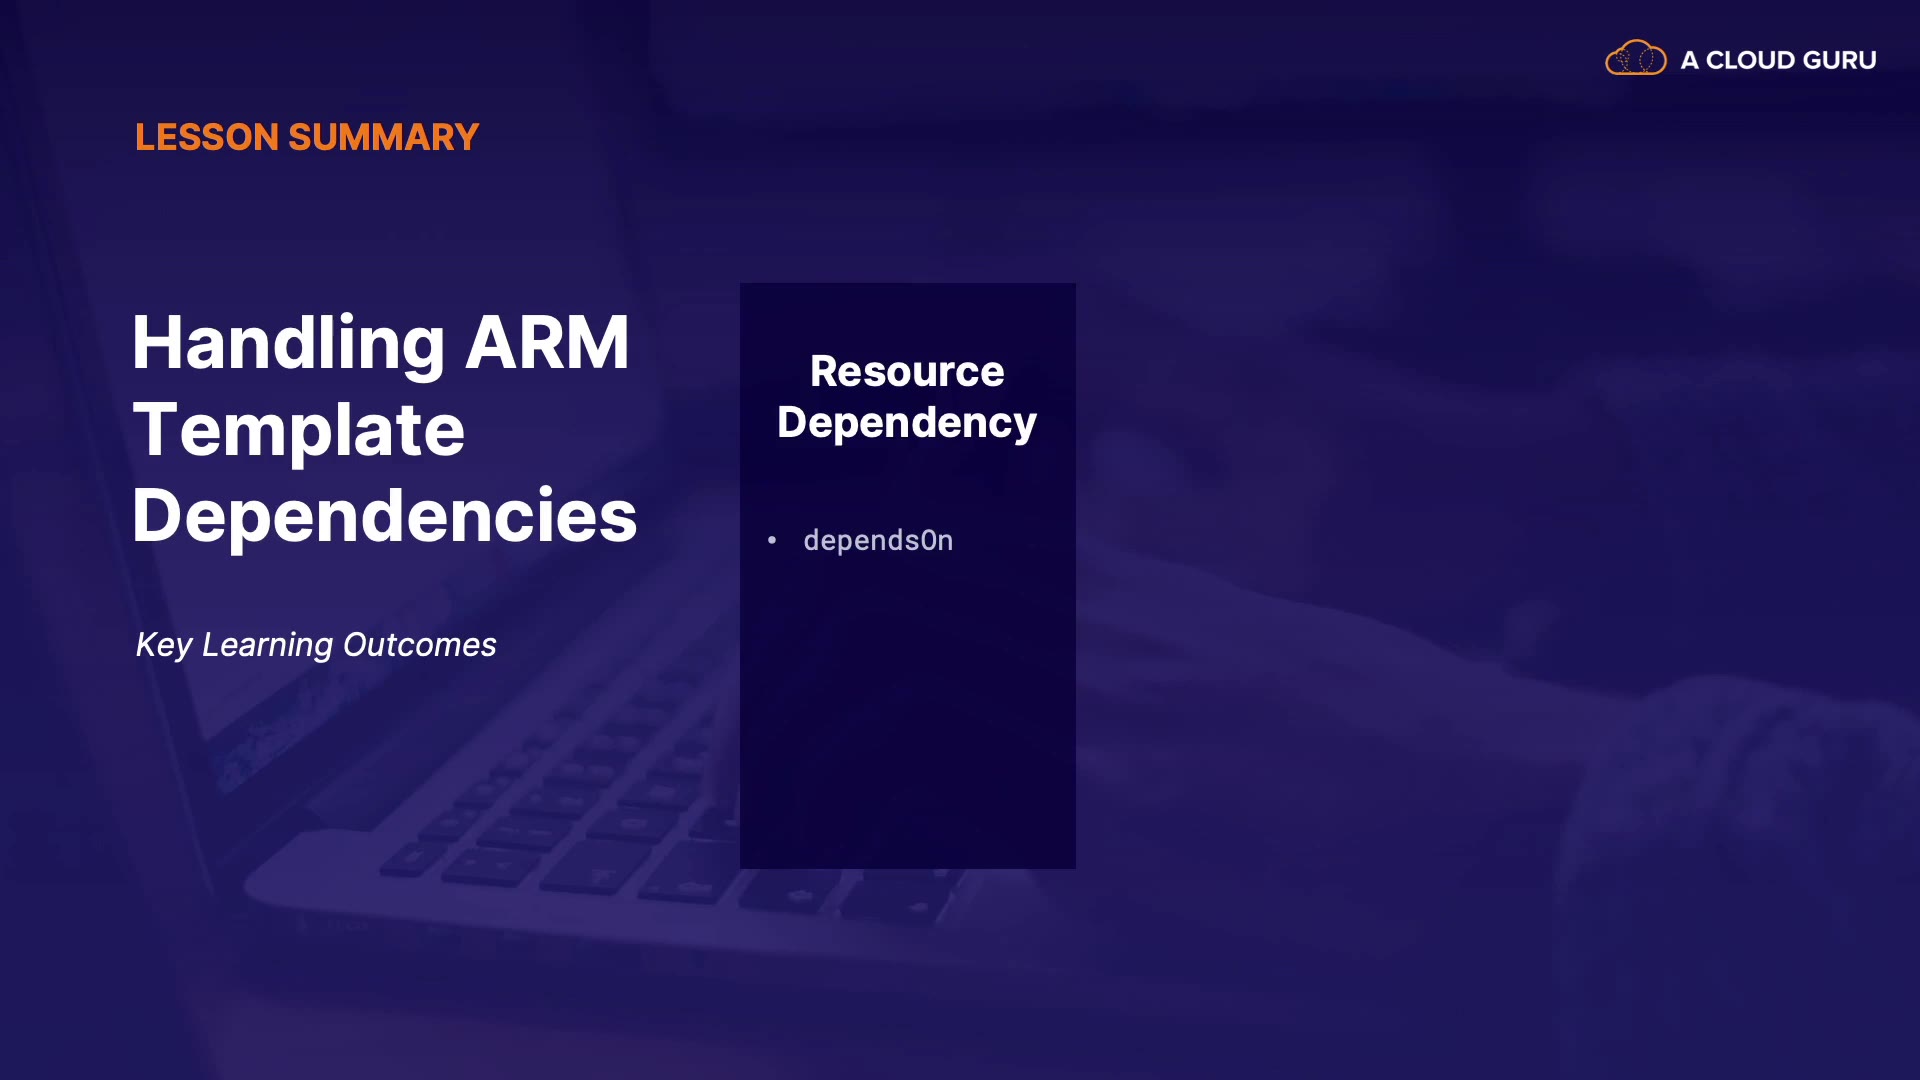 A CLOUD GURU
LESSON SUMMARY
Handling ARM
Template
Dependencies
Key Learning Outcomes
Resource
Dependency
• dependsOn